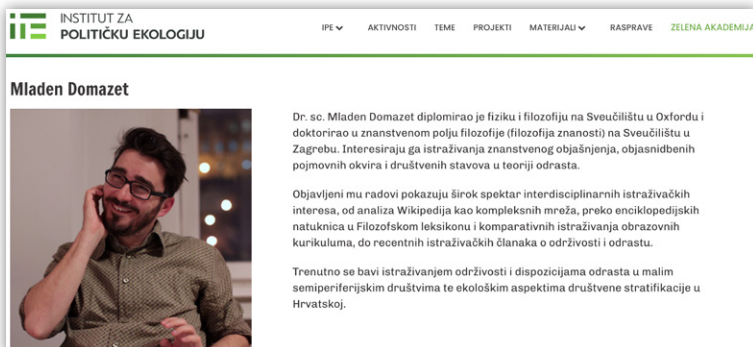 INSTITUT ZA
POLITIČKU EKOLOGIJU
IPE AKTIVNOSTI TEME PROJEKTI MATERIJALI RASPRAVE ZELENA AKADEMIJA
Mladen Domazet
Dr. sc. Mladen Domazet diplomirao je fiziku i filozofiju na Sveučilištu u Oxfordu i
doktorirao u znanstvenom polju filozofije (filozofija znanosti) na Sveučilištu u
Zagrebu. Interesiraju ga istraživanja znanstvenog objašnjenja, objasnidbenih
pojmovnih okvira i društvenih stavova u teoriji odrasta.
Objavljeni mu radovi pokazuju širok spektar interdisciplinarnih istraživačkih
interesa, od analiza Wikipedija kao kompleksnih mreža, preko enciklopedijskih
natuknica u Filozofskom leksikonu i komparativnih istraživanja obrazovnih
kurikuluma, do recentnih istraživačkih članaka o održivosti i odrastu.
Trenutno se bavi istraživanjem održivosti i dispozicijama odrasta u malim
semiperiferijskim društvima te ekološkim aspektima društvene stratifikacije u
Hrvatskoj.